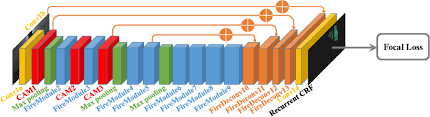 Conv1b
Conv1a
CAM1
Max pooling
FireModule2
CAM2
FireModule3
CAM3
Max pooling
FireModule4
FireModule5
Max pooling
FireModule6
FireModule7
FireModule8
FireModule9
FireDeconv10
FireDeconv11
FireDeconv12
FireDeconv13
Recurrent CRF
Focal Loss